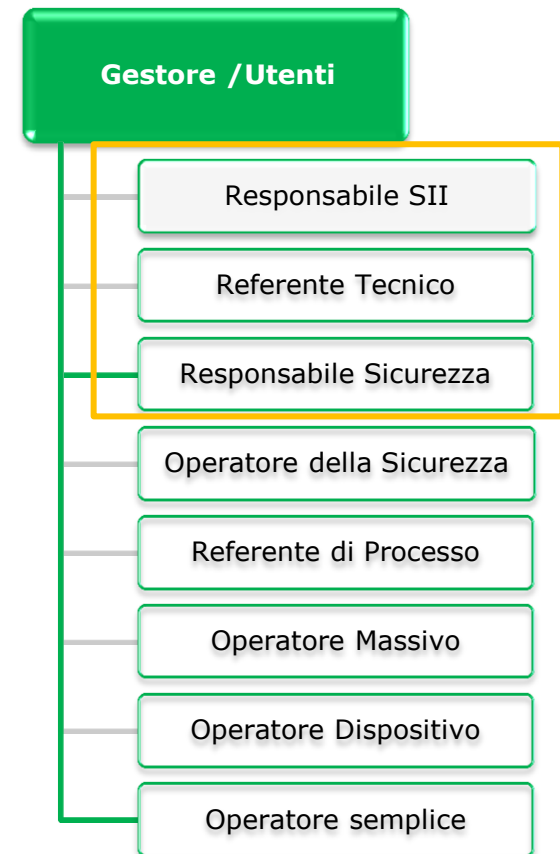 Gestore /Utenti
Responsabile SII
Referente Tecnico
Responsabile Sicurezza
Operatore della Sicurezza
Referente di Processo
Operatore Massivo
Operatore Dispositivo
Operatore semplice